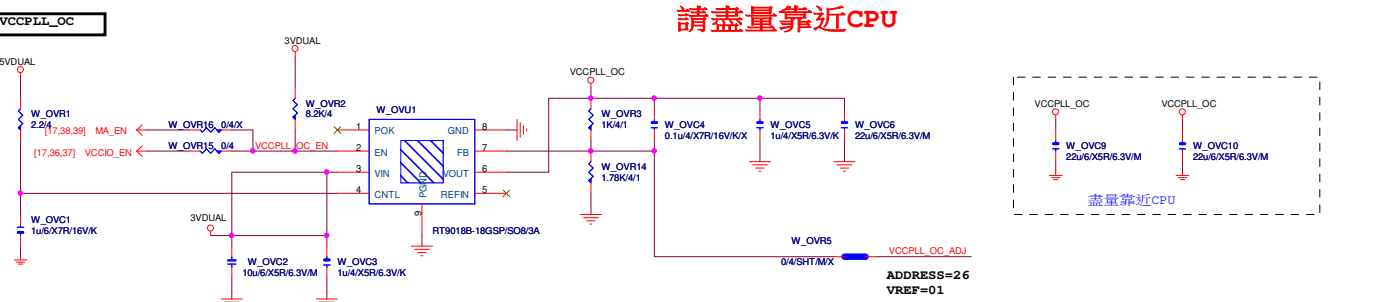 VCCPLL_OC
請盡量靠近CPU
5VDUAL
3VDUAL
W_OVR1
2.2/4
[17,38,39] MA_EN
W_OVR16 0/4/X
[17,36,37] VCCIO_EN
W_OVR15 0/4
VCCPLL_OC_EN
W_OVR2
8.2K/4
W_OVU1
1 POK
2 EN
3 VIN
4 CNTL
GND 8
FB 7
VOUT 6
REFIN 5
PGND
9
RT9018B-18GSP/SO8/3A
W_OVC1
1u/6/X7R/16V/K
3VDUAL
W_OVC2
10u/6/X5R/6.3V/M
W_OVC3
1u/4/X5R/6.3V/K
VCCPLL_OC
W_OVR3
1K/4/1
W_OVR14
1.78K/4/1
W_OVC4
0.1u/4/X7R/16V/K/X
W_OVC5
1u/4/X5R/6.3V/K
W_OVC6
22u/6/X5R/6.3V/M
W_OVR5
0/4/SHT/M/X
VCCPLL_OC_ADJ
ADDRESS=26
VREF=01
VCCPLL_OC
W_OVC9
22u/6/X5R/6.3V/M
VCCPLL_OC
W_OVC10
22u/6/X5R/6.3V/M
盡量靠近CPU